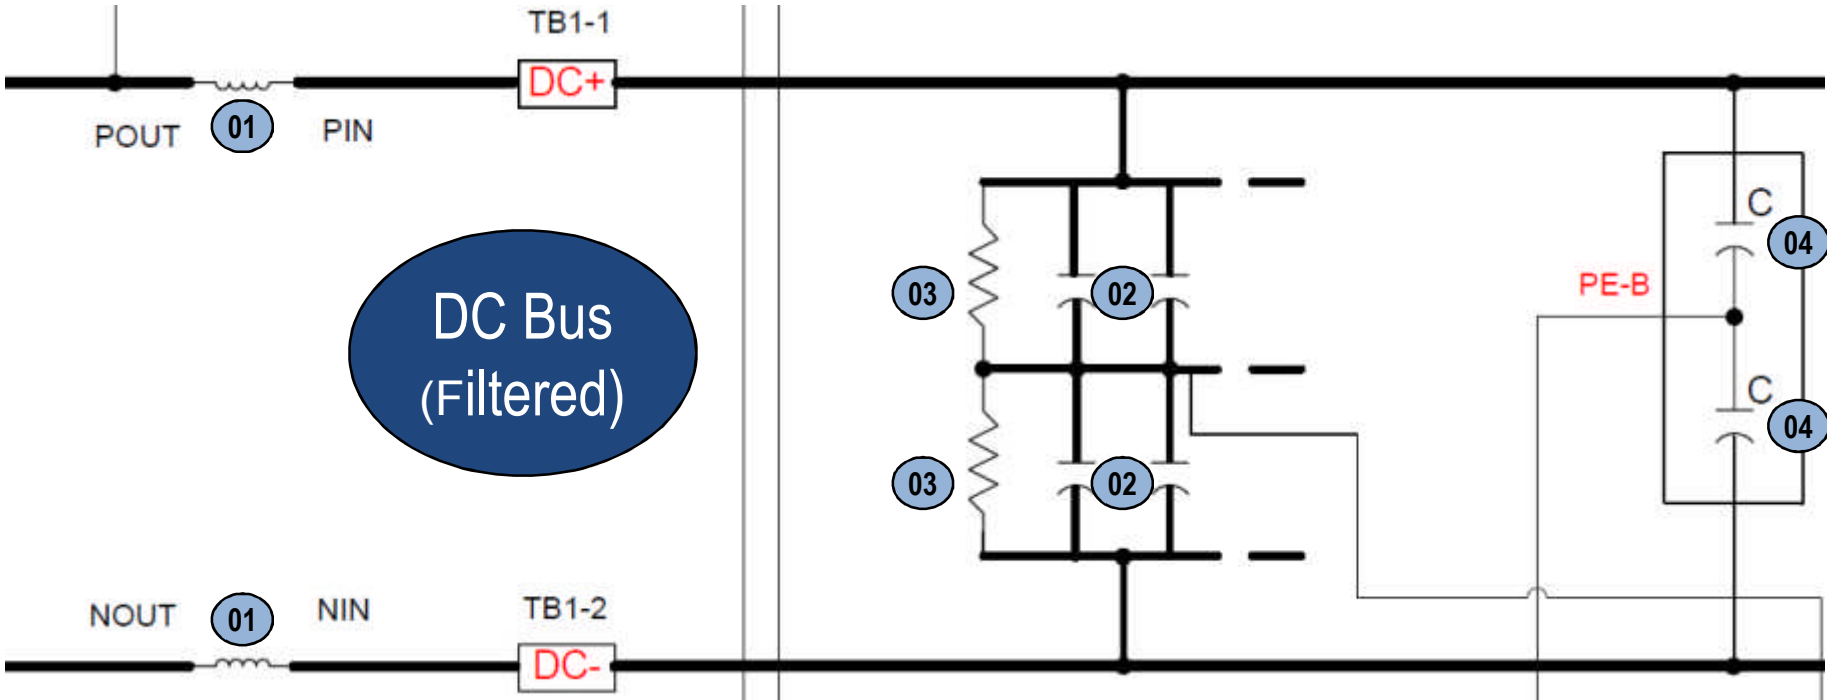 TB1-1
DC+
POUT
01
PIN
C
04
PE-B
03
02
DC Bus
(Filtered)
C
04
03
02
NOUT
01
NIN
TB1-2
DC-